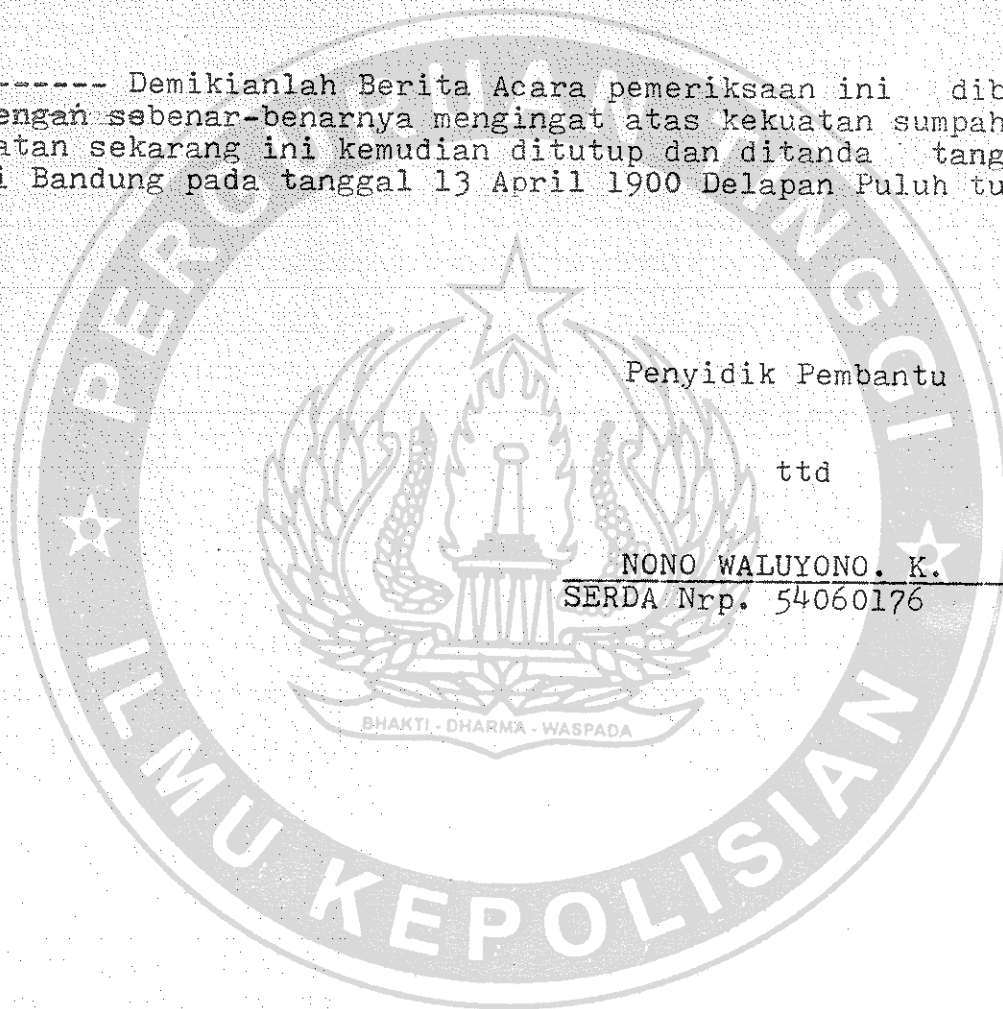 ------ Demikianlah Berita Acara pemeriksaan ini dib
engan sebenar-benarnya mengingat atas kekuatan sumpah
atan sekarang ini kemudian ditutup dan ditanda tang
i Bandung pada tanggal 13 April 1900 Delapan Puluh tu
Penyidik Pembantu
ttd
NONO WALUYONO. K.
SERDA Nrp. 54060176
PERGURUAN TINGGI
BHAKTI - DHARMA - WASPADA
ILMU KEPOLISIAN